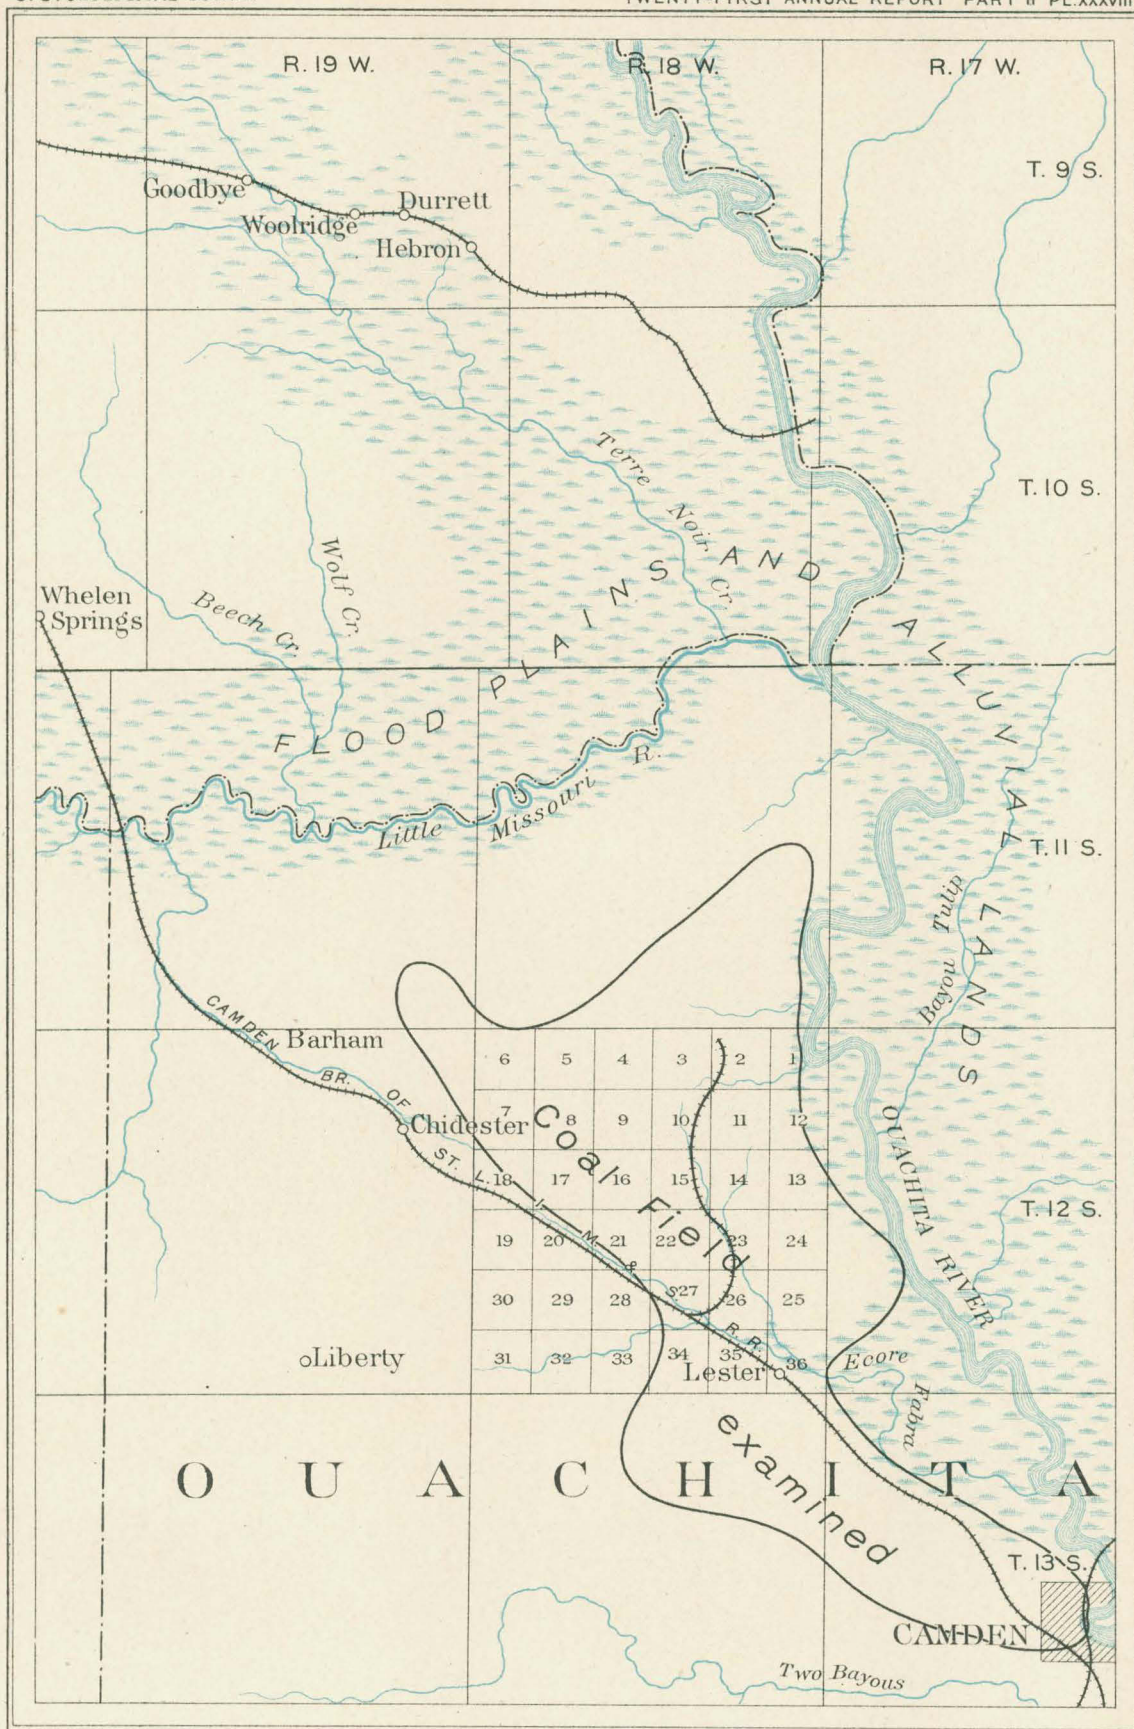 TWENTY-FIRST ANNUAL REPORT PART II PL. XXXVIII
R. 19 W.
R. 18 W.
R. 17 W.
T. 9 S.
Goodbye
Woolridge
Durrett
Hebron
T. 10 S.
Terre Noir Cr.
Whelen
Springs
Beech Cr.
Wolf Cr.
FLOOD PLAINS AND ALLUVIAL LANDS
Little Missouri R.
T. 11 S.
Bayou Tulip
CAMDEN BR. OF ST. L. I. M. & S. R. R.
Barham
Chidester
6 5 4 3 2 1
7 8 9 10 11 12
18 17 16 15 14 13
19 20 21 22 23 24
30 29 28 27 26 25
31 32 33 34 35 36
Coal Field
examined
OUACHITA RIVER
T. 12 S.
Liberty
Lester
Ecore Fabra
OUACHITA
T. 13 S.
CAMDEN
Two Bayous